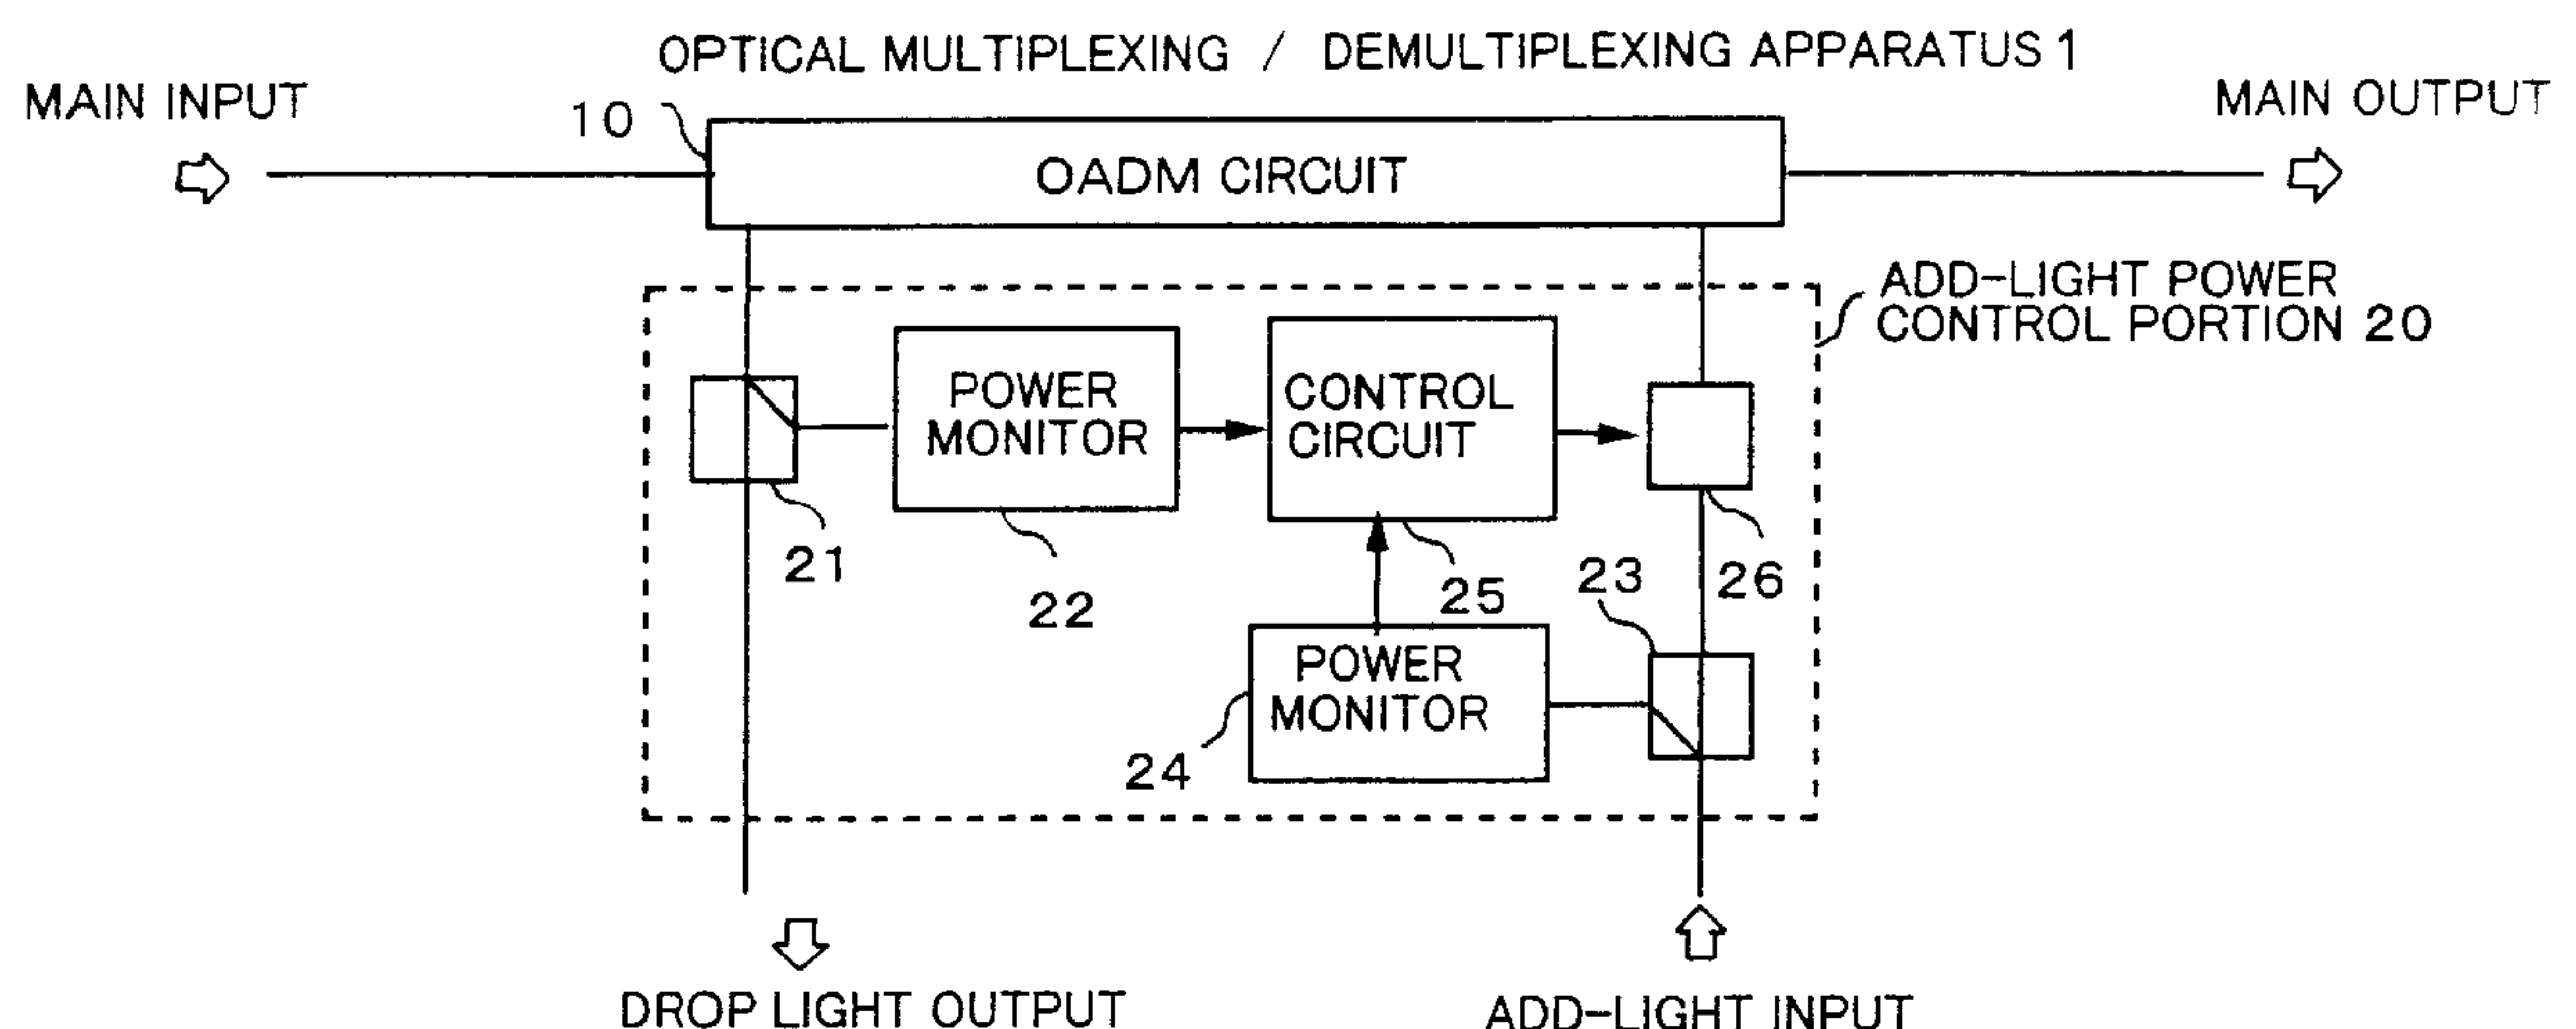 OPTICAL MULTIPLEXING / DEMULTIPLEXING APPARATUS 1
MAIN INPUT
MAIN OUTPUT
10
OADM CIRCUIT
ADD-LIGHT POWER
CONTROL PORTION 20
POWER
MONITOR
CONTROL
CIRCUIT
21
22
25
23
26
POWER
MONITOR
24
DROP LIGHT OUTPUT
ADD-LIGHT INPUT